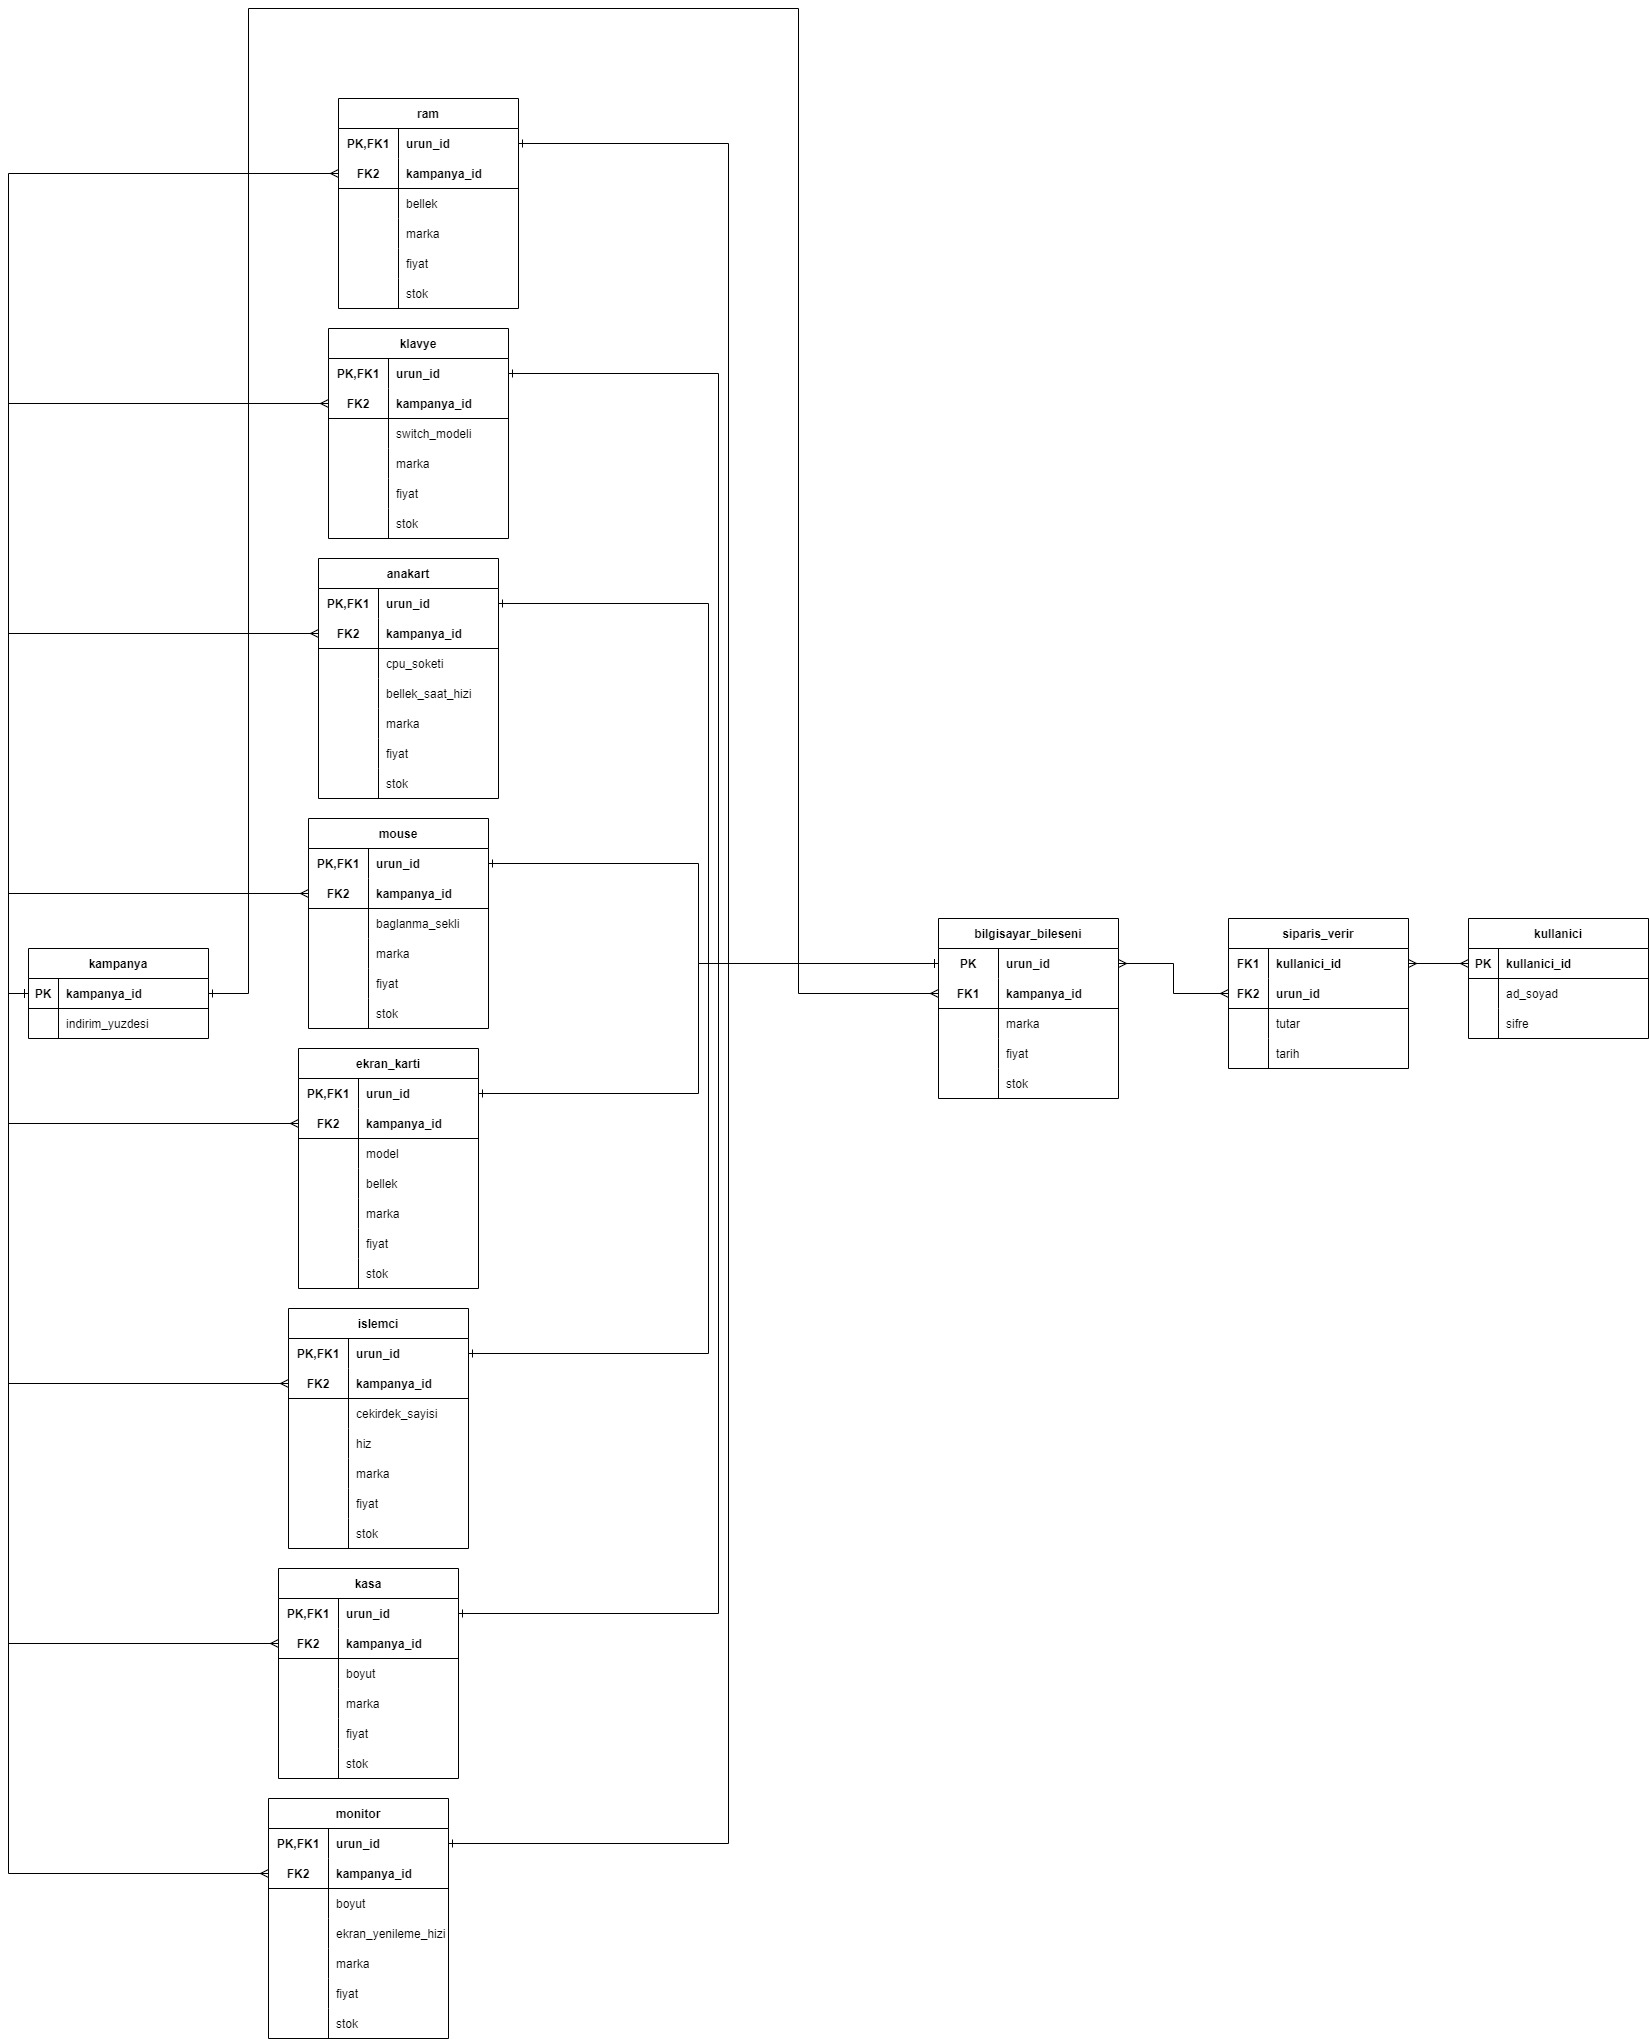 ram
PK,FK1 urun_id
FK2 kampanya_id
bellek
marka
fiyat
stok
klavye
PK,FK1 urun_id
FK2 kampanya_id
switch_modeli
marka
fiyat
stok
anakart
PK,FK1 urun_id
FK2 kampanya_id
cpu_soketi
bellek_saat_hizi
marka
fiyat
stok
mouse
PK,FK1 urun_id
FK2 kampanya_id
baglanma_sekli
marka
fiyat
stok
kampanya
PK kampanya_id
indirim_yuzdesi
ekran_karti
PK,FK1 urun_id
FK2 kampanya_id
model
bellek
marka
fiyat
stok
islemci
PK,FK1 urun_id
FK2 kampanya_id
cekirdek_sayisi
hiz
marka
fiyat
stok
kasa
PK,FK1 urun_id
FK2 kampanya_id
boyut
marka
fiyat
stok
monitor
PK,FK1 urun_id
FK2 kampanya_id
boyut
ekran_yenileme_hizi
marka
fiyat
stok
bilgisayar_bileseni
PK urun_id
FK1 kampanya_id
marka
fiyat
stok
siparis_verir
FK1 kullanici_id
FK2 urun_id
tutar
tarih
kullanici
PK kullanici_id
ad_soyad
sifre